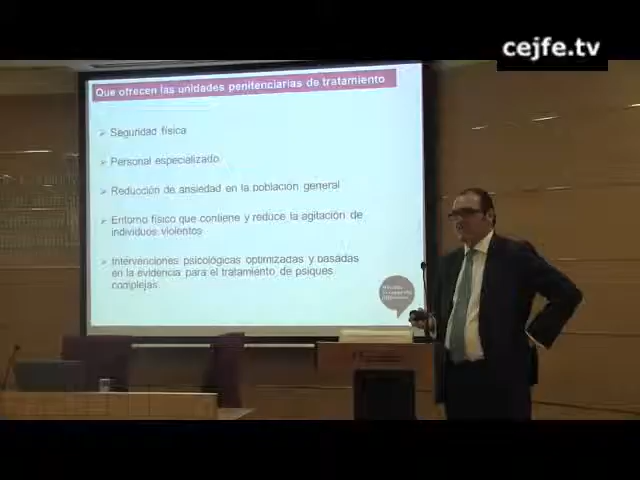 cejfe.tv
Que ofrecen las unidades penitenciarias de tratamiento
➢ Seguridad física
➢ Personal especializado
➢ Reducción de ansiedad en la población general
➢ Entorno físico que contiene y reduce la agitación de
individuos violentos
➢ Intervenciones psicológicas optimizadas y basadas
en la evidencia para el tratamiento de psiques
complejas.